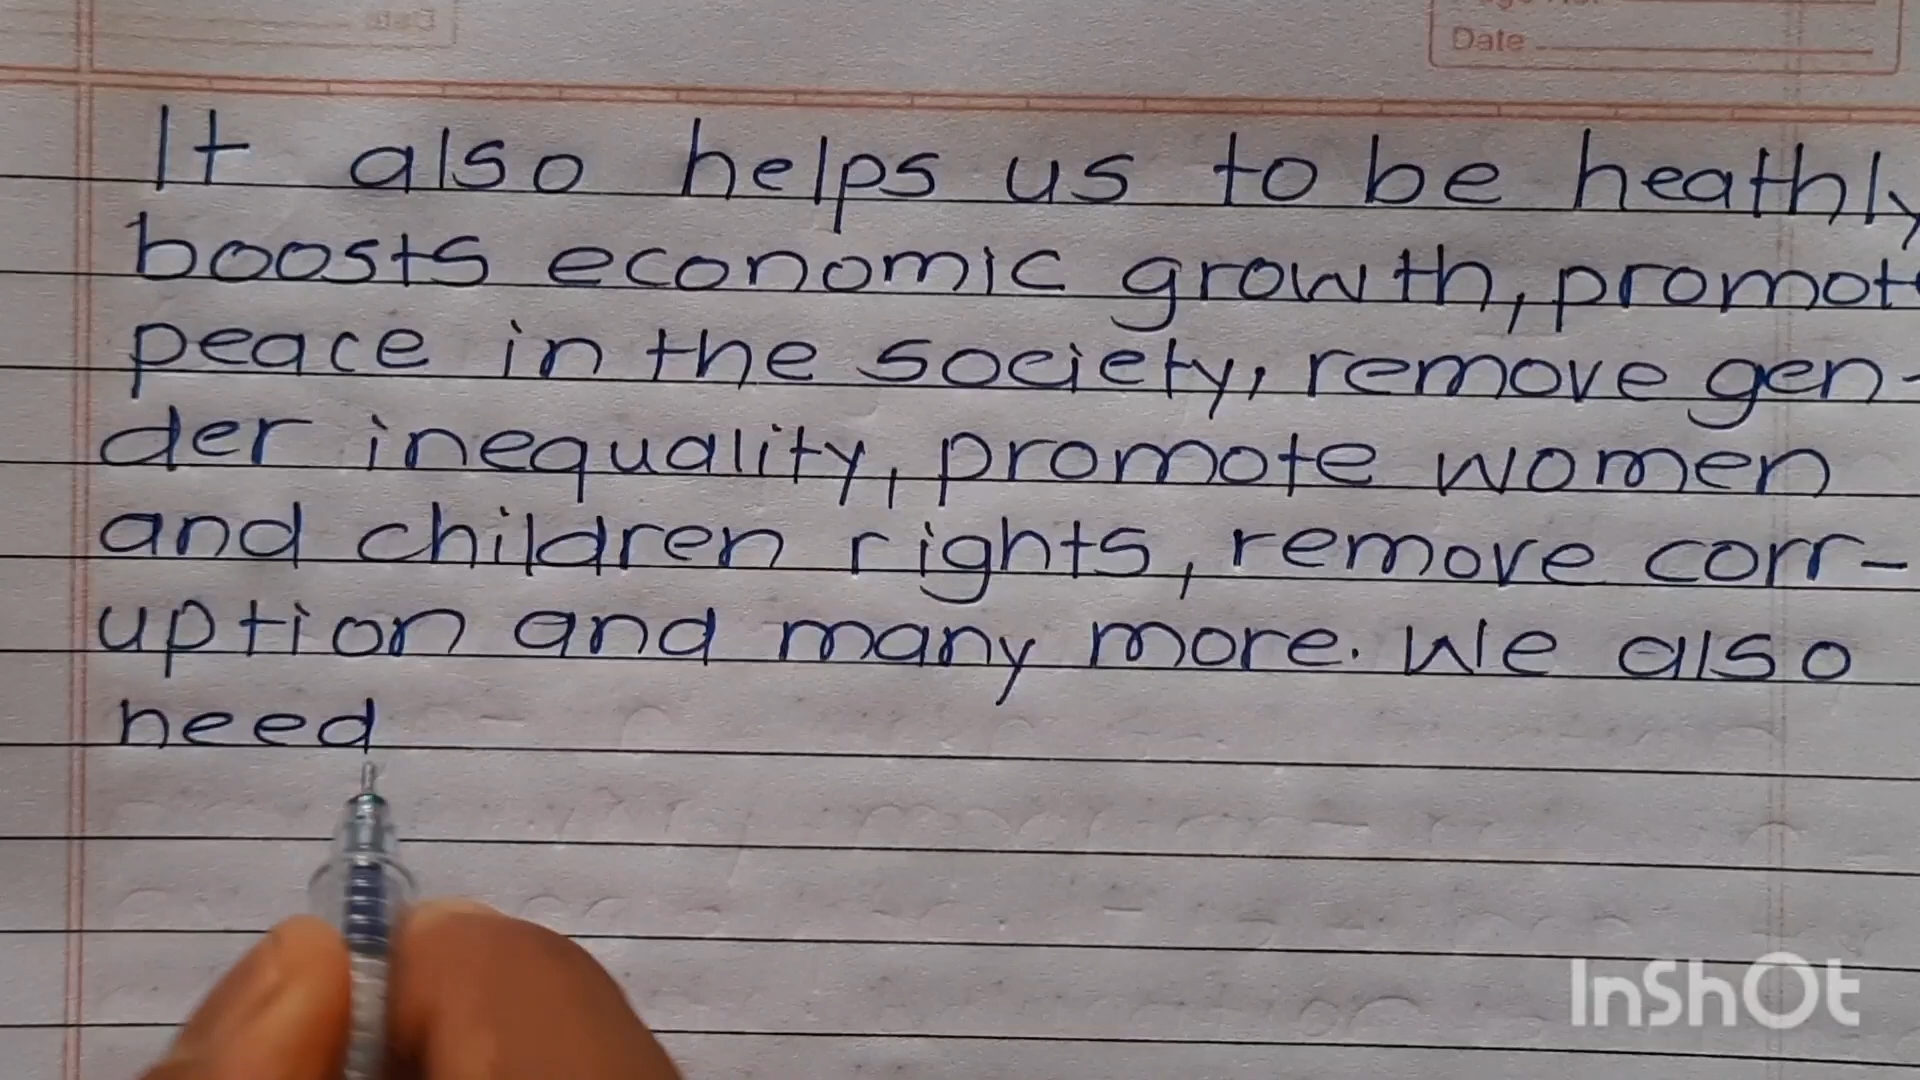 Date
It also helps us to be heathly
boosts economic growth, promote
peace in the society, remove gen-
der inequality, promote women
and children rights, remove corr-
uption and many more. We also
need
InShOt